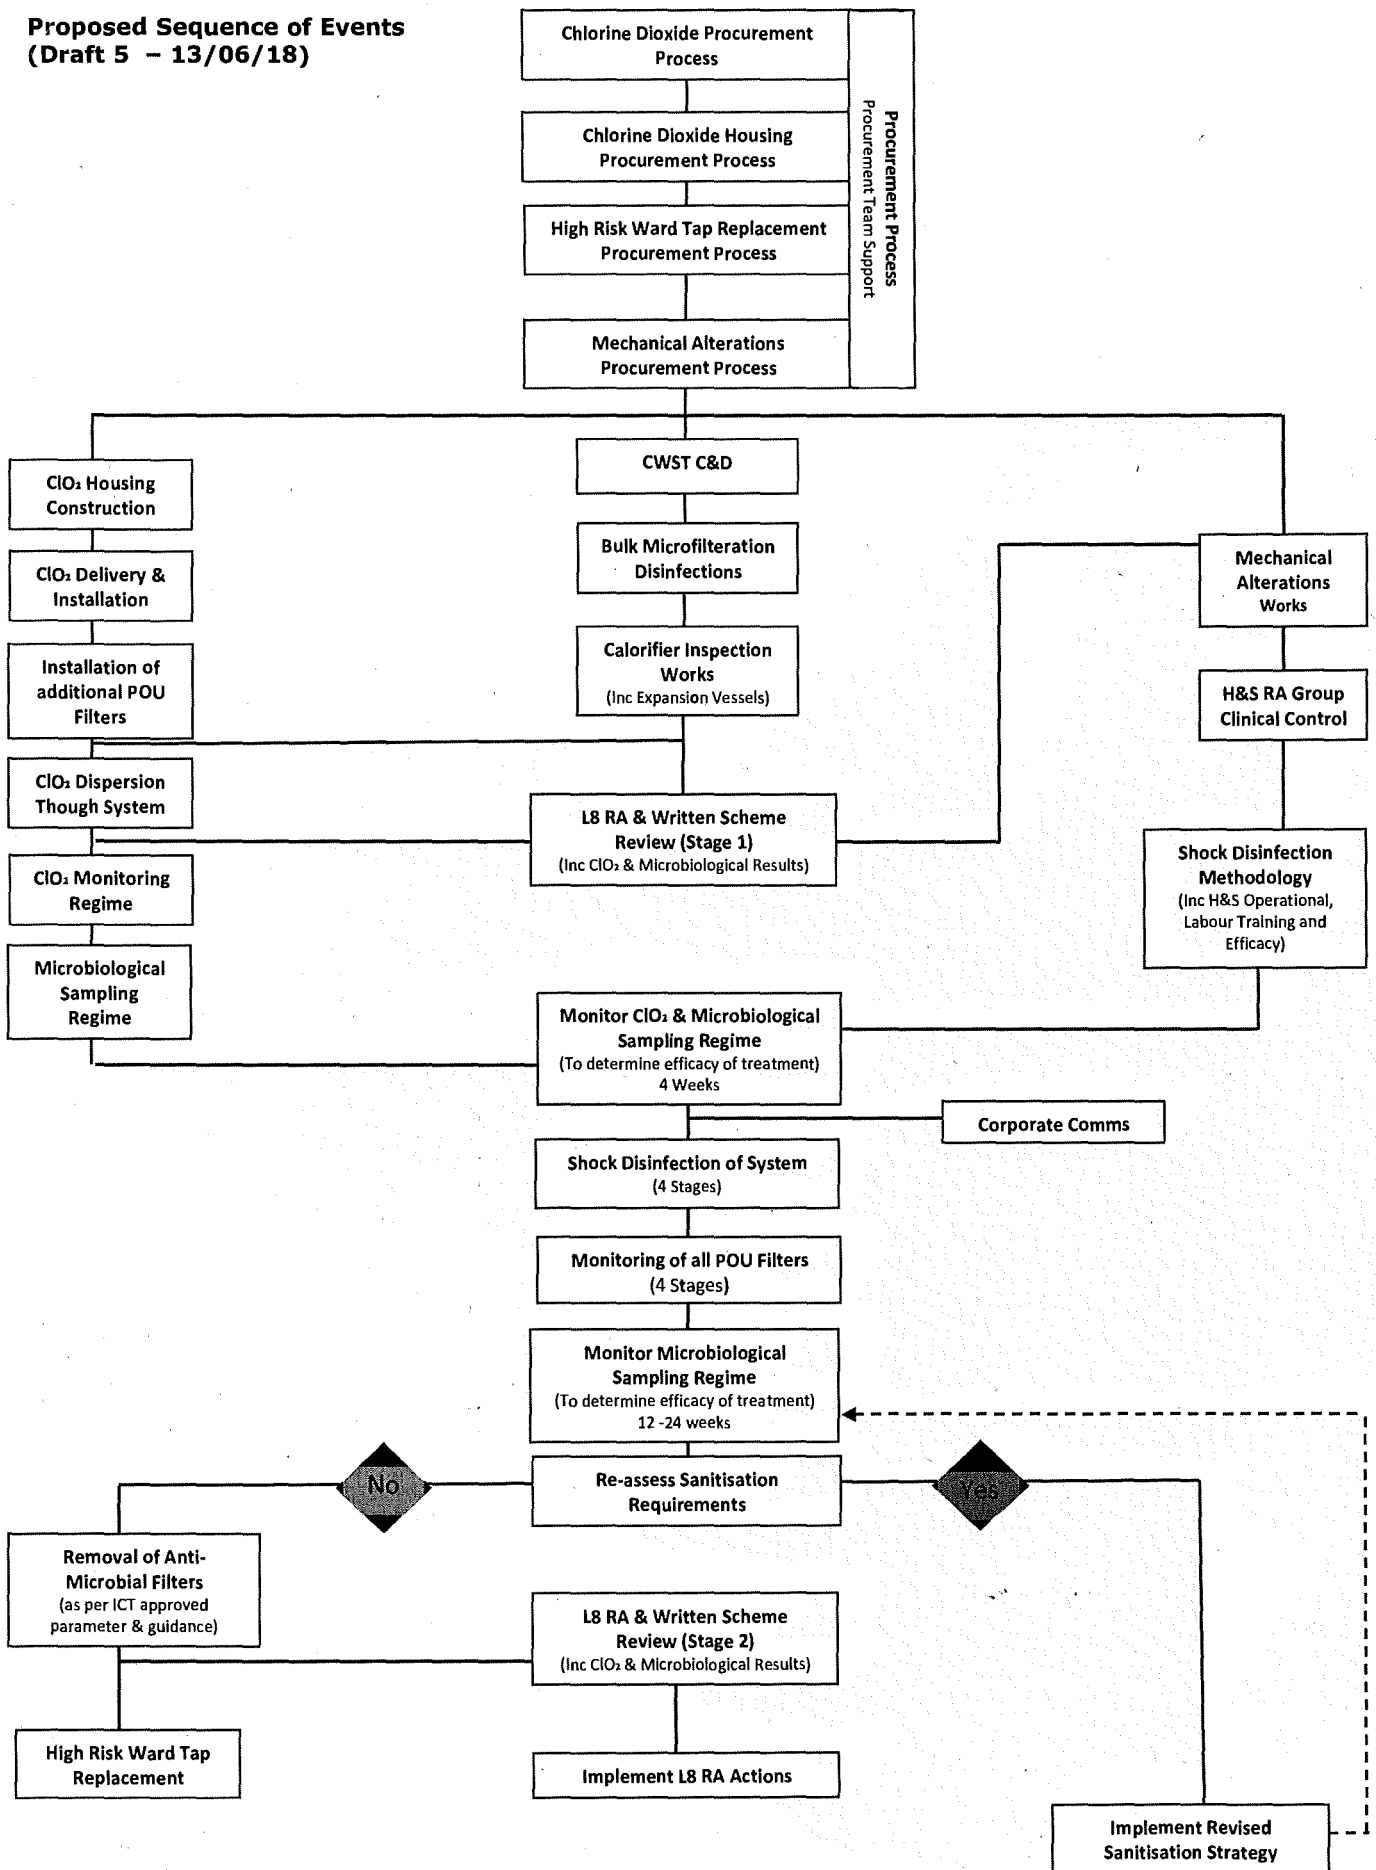 Proposed Sequence of Events
(Draft 5 – 13/06/18)
Chlorine Dioxide Procurement
Process
Chlorine Dioxide Housing
Procurement Process
High Risk Ward Tap Replacement
Procurement Process
Mechanical Alterations
Procurement Process
Procurement Process
Procurement Team Support
ClO₂ Housing
Construction
ClO₂ Delivery &
Installation
Installation of
additional POU
Filters
ClO₂ Dispersion
Though System
ClO₂ Monitoring
Regime
Microbiological
Sampling
Regime
CWST C&D
Bulk Microfilteration
Disinfections
Calorifier Inspection
Works
(Inc Expansion Vessels)
L8 RA & Written Scheme
Review (Stage 1)
(Inc ClO₂ & Microbiological Results)
Mechanical
Alterations
Works
H&S RA Group
Clinical Control
Shock Disinfection
Methodology
(Inc H&S Operational,
Labour Training and
Efficacy)
Monitor ClO₂ & Microbiological
Sampling Regime
(To determine efficacy of treatment)
4 Weeks
Corporate Comms
Shock Disinfection of System
(4 Stages)
Monitoring of all POU Filters
(4 Stages)
Monitor Microbiological
Sampling Regime
(To determine efficacy of treatment)
12 -24 weeks
No
Re-assess Sanitisation
Requirements
Yes
Removal of Anti-
Microbial Filters
(as per ICT approved
parameter & guidance)
L8 RA & Written Scheme
Review (Stage 2)
(Inc ClO₂ & Microbiological Results)
High Risk Ward Tap
Replacement
Implement L8 RA Actions
Implement Revised
Sanitisation Strategy